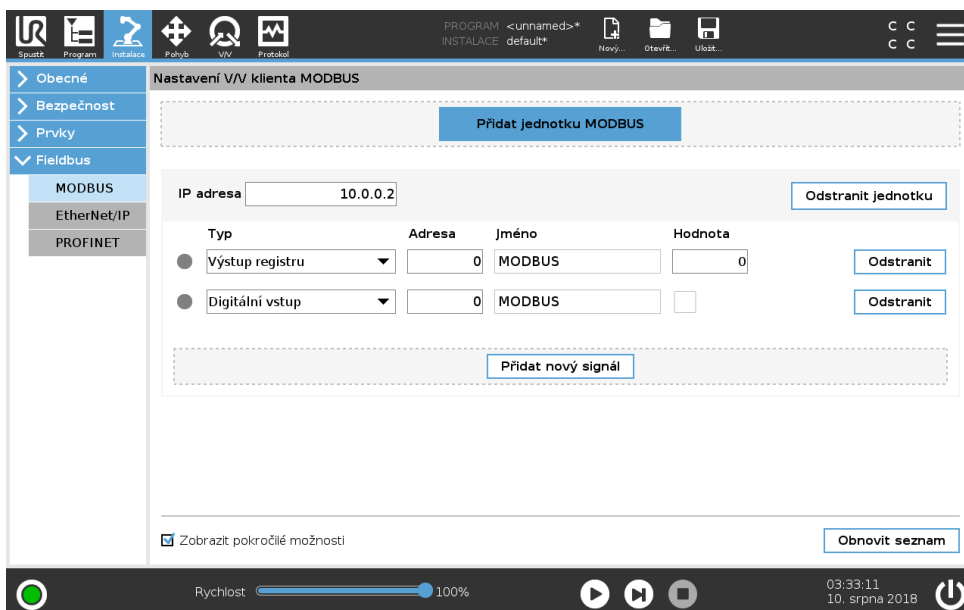 UR
PROGRAM <unnamed>*
INSTALACE default*
C C
C C
Spustit Program Instalace Pohyb V/V Protokol Nový... Otevřít... Uložit...
Obecné
Bezpečnost
Prvky
Fieldbus
MODBUS
EtherNet/IP
PROFINET
Nastavení V/V klienta MODBUS
Přidat jednotku MODBUS
IP adresa 10.0.0.2 Odstranit jednotku
Typ Adresa Jméno Hodnota
Výstup registru 0 MODBUS 0 Odstranit
Digitální vstup 0 MODBUS Odstranit
Přidat nový signál
Zobrazit pokročilé možnosti Obnovit seznam
Rychlost 100% 03:33:11
10. srpna 2018